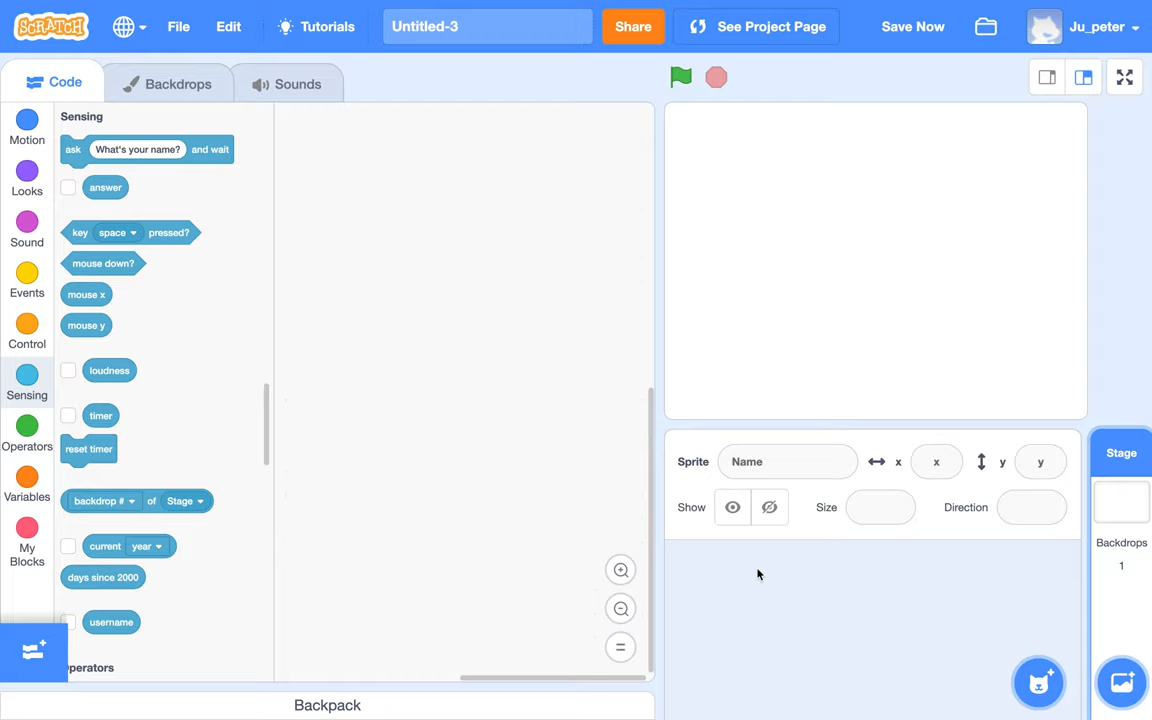 SCRATCH
File
Edit
Tutorials
Untitled-3
Share
See Project Page
Save Now
Ju_peter
Code
Backdrops
Sounds
Motion
Looks
Sound
Events
Control
Sensing
Operators
Variables
My
Blocks
Sensing
ask What's your name? and wait
answer
key space pressed?
mouse down?
mouse x
mouse y
loudness
timer
reset timer
backdrop # of Stage
current year
days since 2000
username
perators
Backpack
Sprite Name x x y y
Show Size Direction
Stage
Backdrops
1